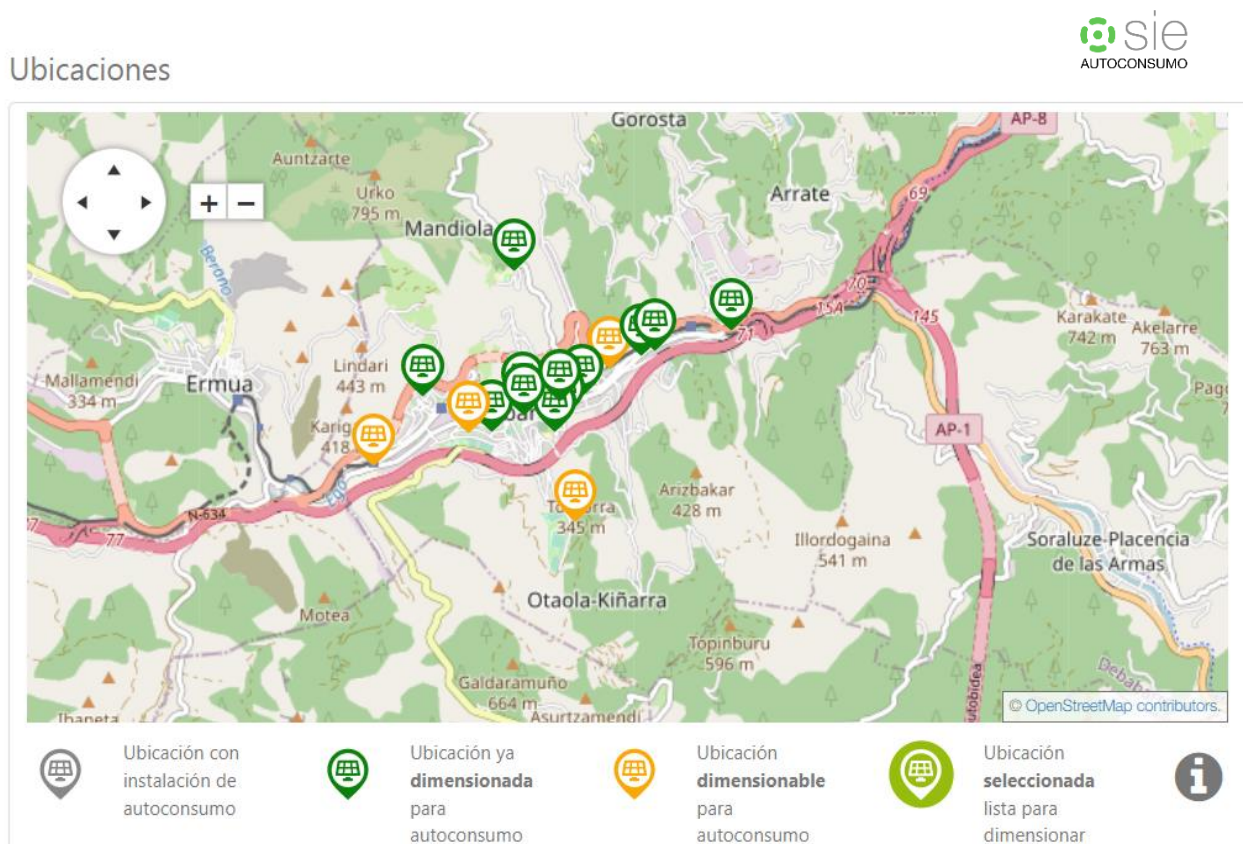 sie
AUTOCONSUMO
Ubicaciones
Gorosta
AP-8
Auntzarte
Urko
795 m
Arrate
69
Mandiola
Berano
70
15A
145
71
Karakate
742 m
Akelarre
763 m
Lindari
443 m
Mallamendi
334 m
Ermua
418
AP-1
Arizbakar
428 m
345 m
Ego
N-634
77
Illordogaina
541 m
Soraluze-Placencia
de las Armas
Otaola-Kiñarra
Motea
Topinburu
596 m
Galdaramuño
664 m
Asurtzamendi
© OpenStreetMap contributors.
Ubicación con
instalación de
autoconsumo
Ubicación ya
dimensionada
para
autoconsumo
Ubicación
dimensionable
para
autoconsumo
Ubicación
seleccionada
lista para
dimensionar